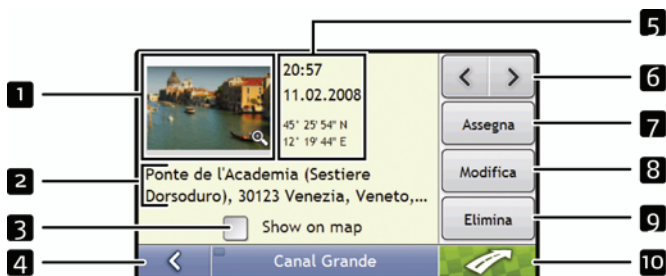 5
1
20:57
11.02.2008
45° 25' 54" N
12° 19' 44" E
6
Assegna
7
2
Ponte de l'Academia (Sestiere
Dorsoduro), 30123 Venezia, Veneto,...
Modifica
8
3
Show on map
Elimina
9
4
Canal Grande
10